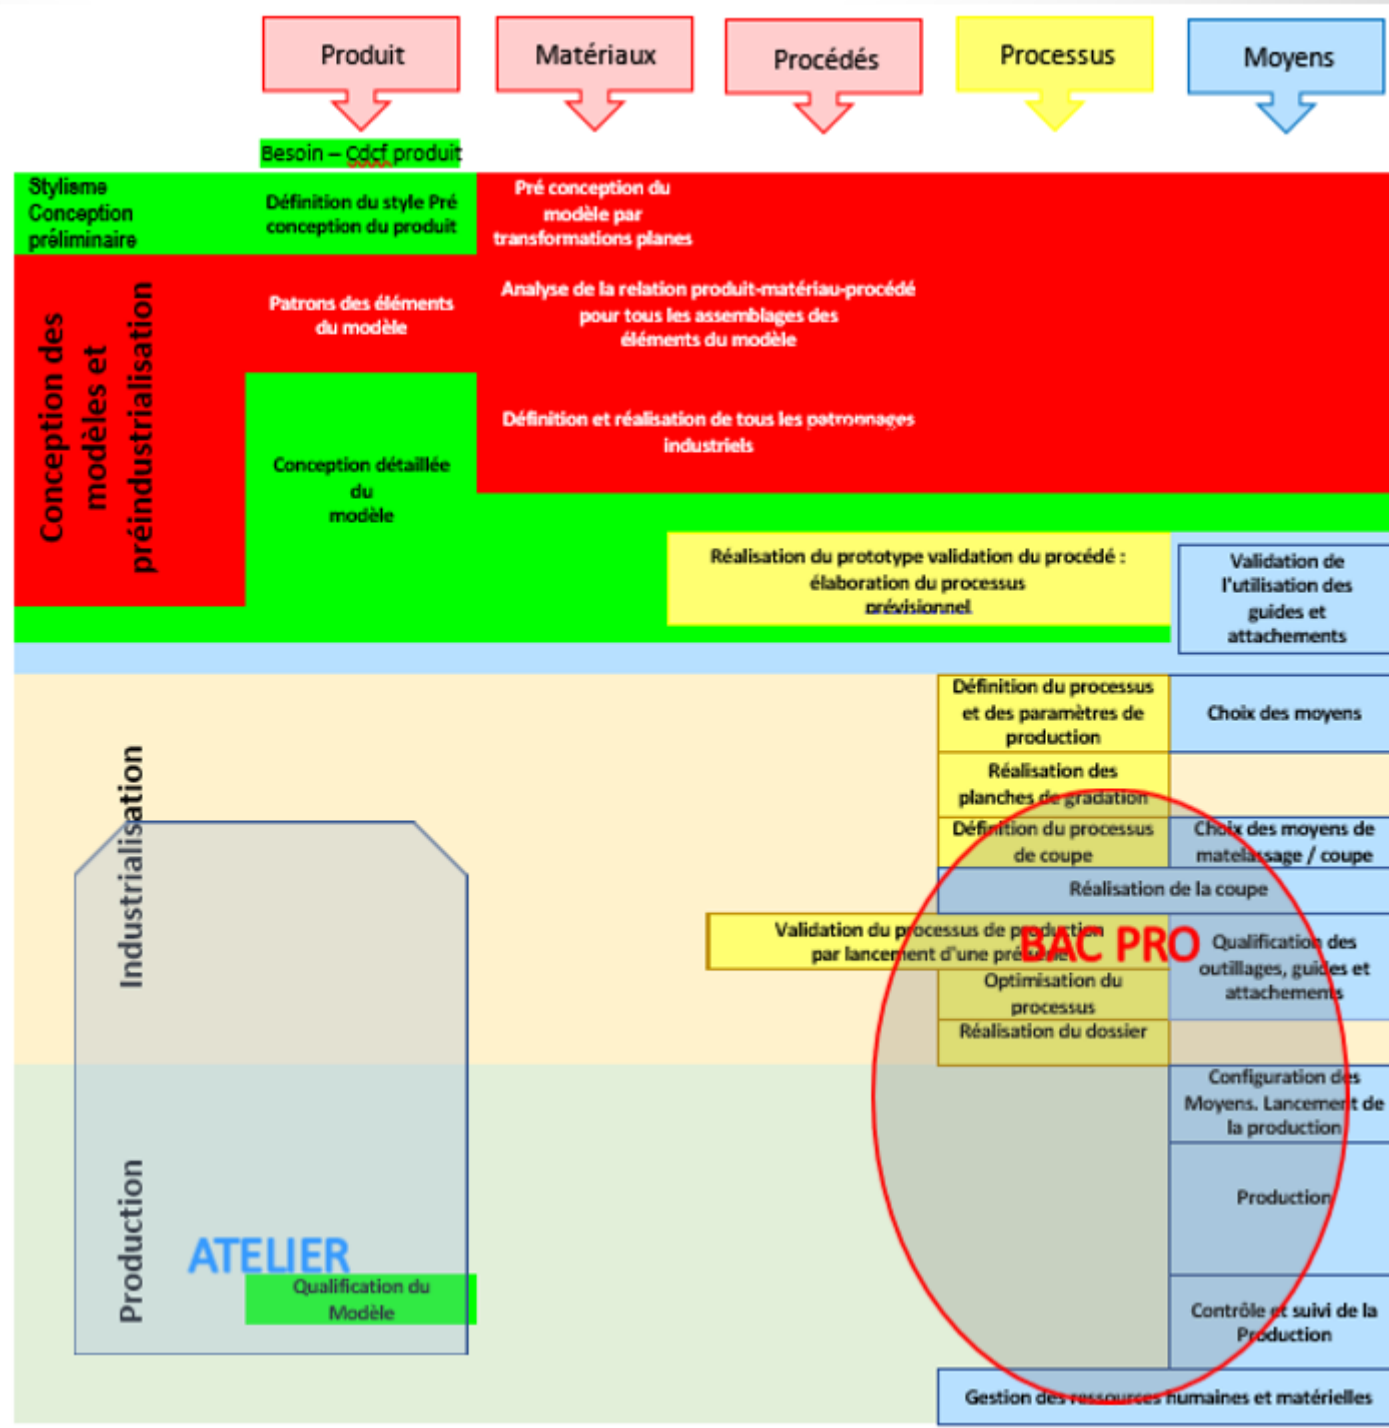 Produit
Matériaux
Procédés
Processus
Moyens
Besoin – Cdcf produit
Stylisme
Conception
préliminaire
Définition du style Pré
conception du produit
Pré conception du
modèle par
transformations planes
Conception des
modèles et
préindustrialisation
Patrons des éléments
du modèle
Analyse de la relation produit-matériau-procédé
pour tous les assemblages des
éléments du modèle
Définition et réalisation de tous les patronnages
industriels
Conception détaillée
du
modèle
Réalisation du prototype validation du procédé :
élaboration du processus
prévisionnel
Validation de
l'utilisation des
guides et
attachements
Industrialisation
Définition du processus
et des paramètres de
production
Choix des moyens
Réalisation des
planches de gradation
Définition du processus
de coupe
Choix des moyens de
matelassage / coupe
Réalisation de la coupe
Validation du processus de production
par lancement d'une présérie
BAC PRO
Qualification des
outillages, guides et
attachements
Optimisation du
processus
Réalisation du dossier
Production
Configuration des
Moyens. Lancement de
la production
Production
ATELIER
Qualification du
Modèle
Contrôle et suivi de la
Production
Gestion des ressources humaines et matérielles